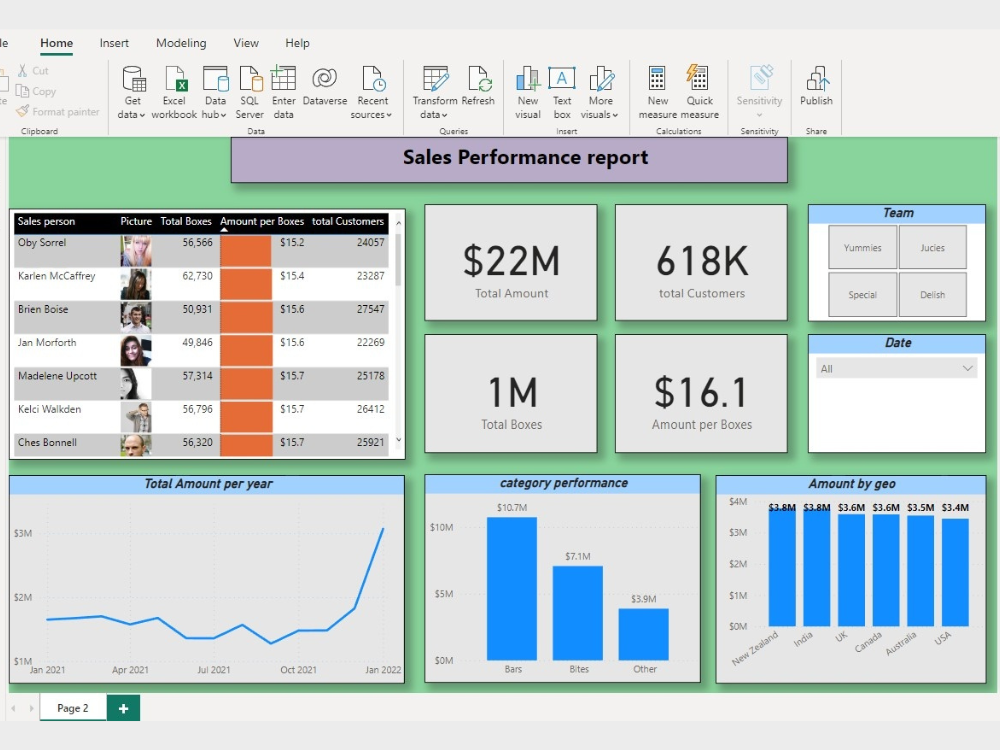 Home Insert Modeling View Help
Cut
Copy
Format painter
Clipboard
Get data
Excel workbook
Data hub
SQL Server
Enter data
Dataverse
Recent sources
Data
Transform data
Refresh
Queries
New visual
Text box
More visuals
Insert
New measure
Quick measure
Calculations
Sensitivity
Sensitivity
Publish
Share
Sales Performance report
Sales person Picture Total Boxes Amount per Boxes total Customers
Oby Sorrel 56,566 $15.2 24057
Karlen McCaffrey 62,730 $15.4 23287
Brien Boise 50,931 $15.6 27547
Jan Morforth 49,846 $15.6 22269
Madelene Upcott 57,314 $15.7 25178
Kelci Walkden 56,796 $15.7 26412
Ches Bonnell 56,320 $15.7 25921
$22M
Total Amount
618K
total Customers
1M
Total Boxes
$16.1
Amount per Boxes
Team
Yummies Jucies
Special Delish
Date
All
Total Amount per year
$3M
$2M
$1M
Jan 2021 Apr 2021 Jul 2021 Oct 2021 Jan 2022
category performance
$10M
$5M
$0M
$10.7M
$7.1M
$3.9M
Bars Bites Other
Amount by geo
$4M
$3M
$2M
$1M
$0M
$3.8M $3.8M $3.6M $3.6M $3.5M $3.4M
New Zealand India UK Canada Australia USA
Page 2